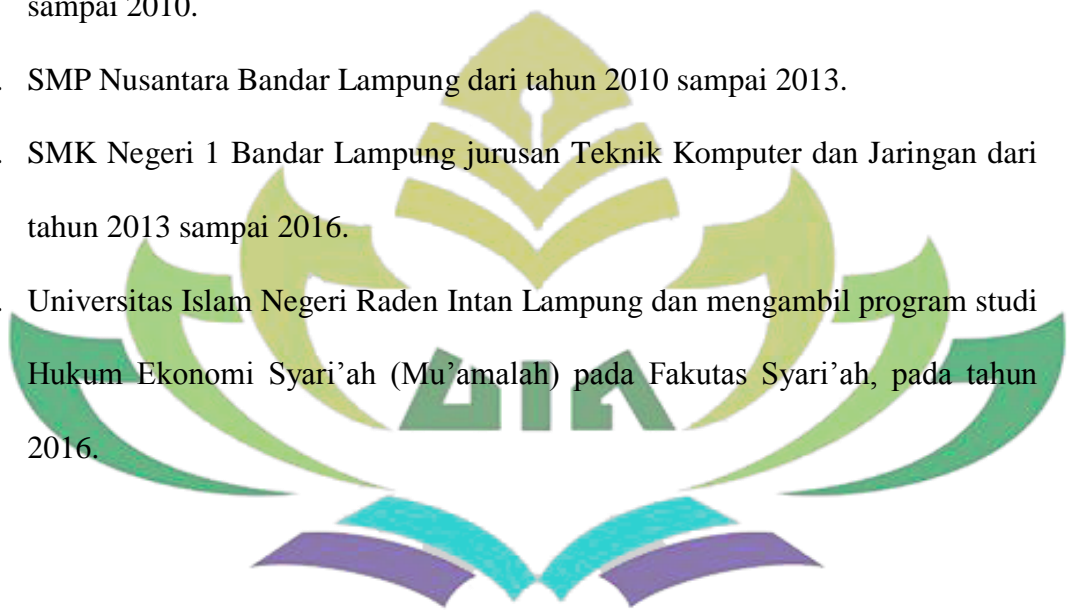 sampai 2010.
. SMP Nusantara Bandar Lampung dari tahun 2010 sampai 2013.
. SMK Negeri 1 Bandar Lampung jurusan Teknik Komputer dan Jaringan dari
tahun 2013 sampai 2016.
. Universitas Islam Negeri Raden Intan Lampung dan mengambil program studi
Hukum Ekonomi Syari’ah (Mu’amalah) pada Fakutas Syari’ah, pada tahun
2016.